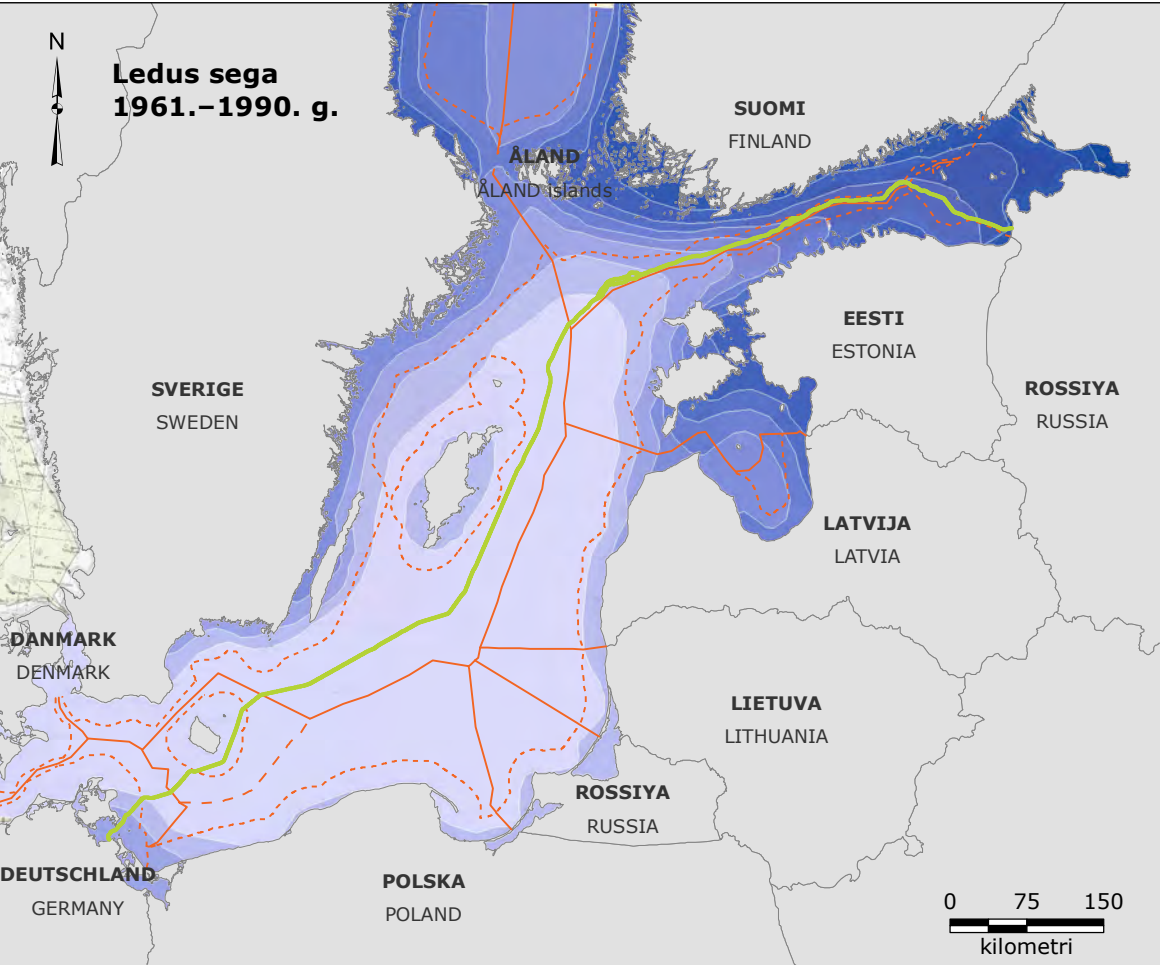 N
Ledus sega
1961.–1990. g.
SUOMI
FINLAND
ÅLAND
ÅLAND islands
EESTI
ESTONIA
SVERIGE
SWEDEN
ROSSIYA
RUSSIA
LATVIJA
LATVIA
DANMARK
DENMARK
LIETUVA
LITHUANIA
ROSSIYA
RUSSIA
DEUTSCHLAND
GERMANY
POLSKA
POLAND
0 75 150
kilometri